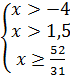 x > -4
x > 1,5
x ≥ 52/31